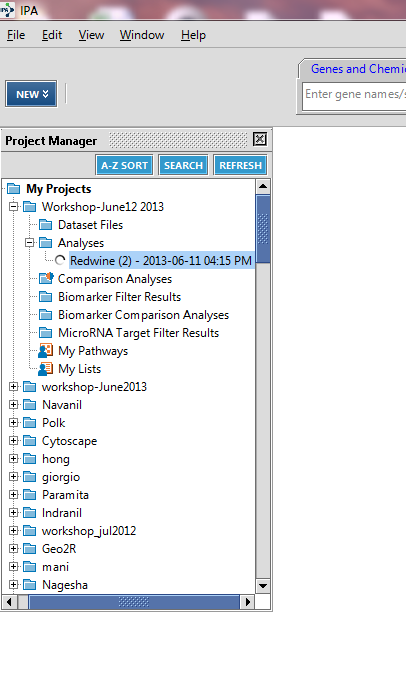 IPA IPA
File Edit View Window Help
Genes and Chemic
NEW
Enter gene names/s
Project Manager
A-Z SORT SEARCH REFRESH
My Projects
Workshop-June12 2013
Dataset Files
Analyses
Redwine (2) - 2013-06-11 04:15 PM
Comparison Analyses
Biomarker Filter Results
Biomarker Comparison Analyses
MicroRNA Target Filter Results
My Pathways
My Lists
workshop-June2013
Navanil
Polk
Cytoscape
hong
giorgio
Paramita
Indranil
workshop_jul2012
Geo2R
mani
Nagesha